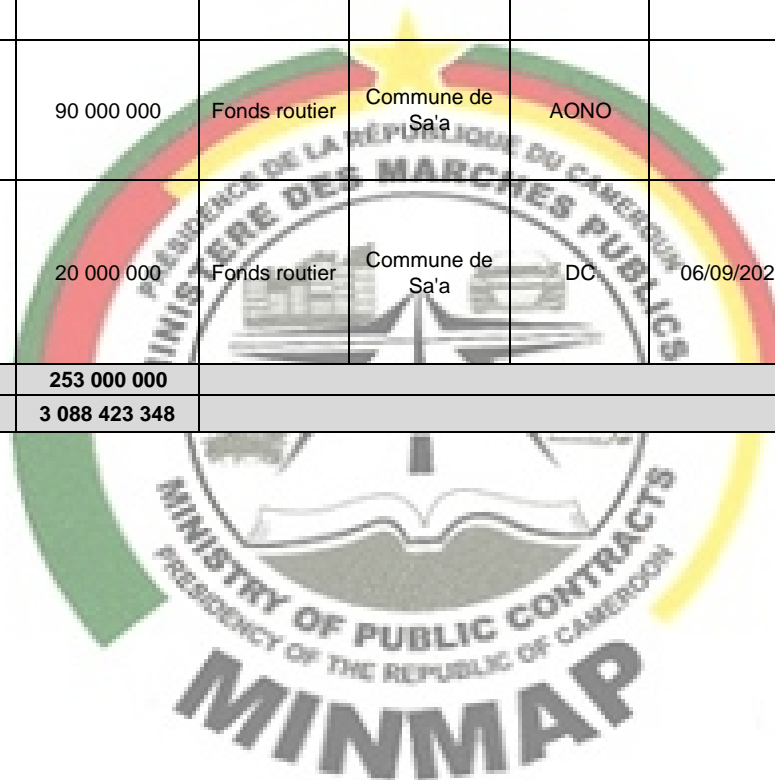 90 000 000 Fonds routier Commune de Sa'a AONO
20 000 000 Fonds routier Commune de Sa'a DC 06/09/202
253 000 000
3 088 423 348
PRÉSIDENCE DE LA RÉPUBLIQUE DU CAMEROUN
MINISTERE DES MARCHES PUBLICS
MINISTRY OF PUBLIC CONTRACTS
PRESIDENCY OF THE REPUBLIC OF CAMEROON
MINMAP